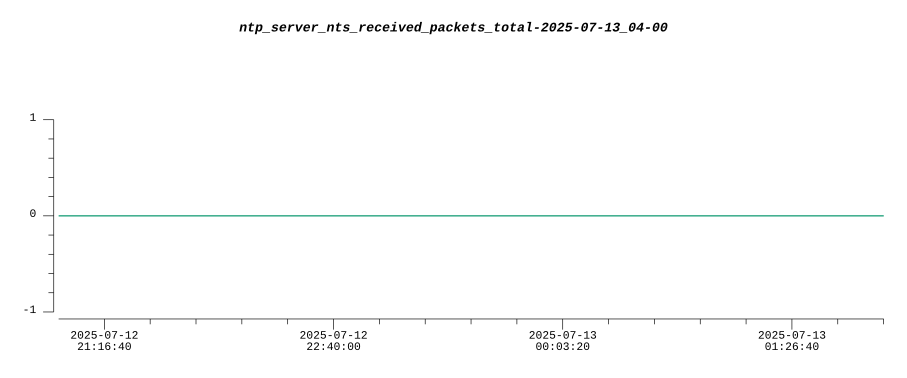 ntp_server_nts_received_packets_total-2025-07-13_04-00
1
0
-1
2025-07-12 2025-07-12 2025-07-13 2025-07-13
21:16:40 22:40:00 00:03:20 01:26:40